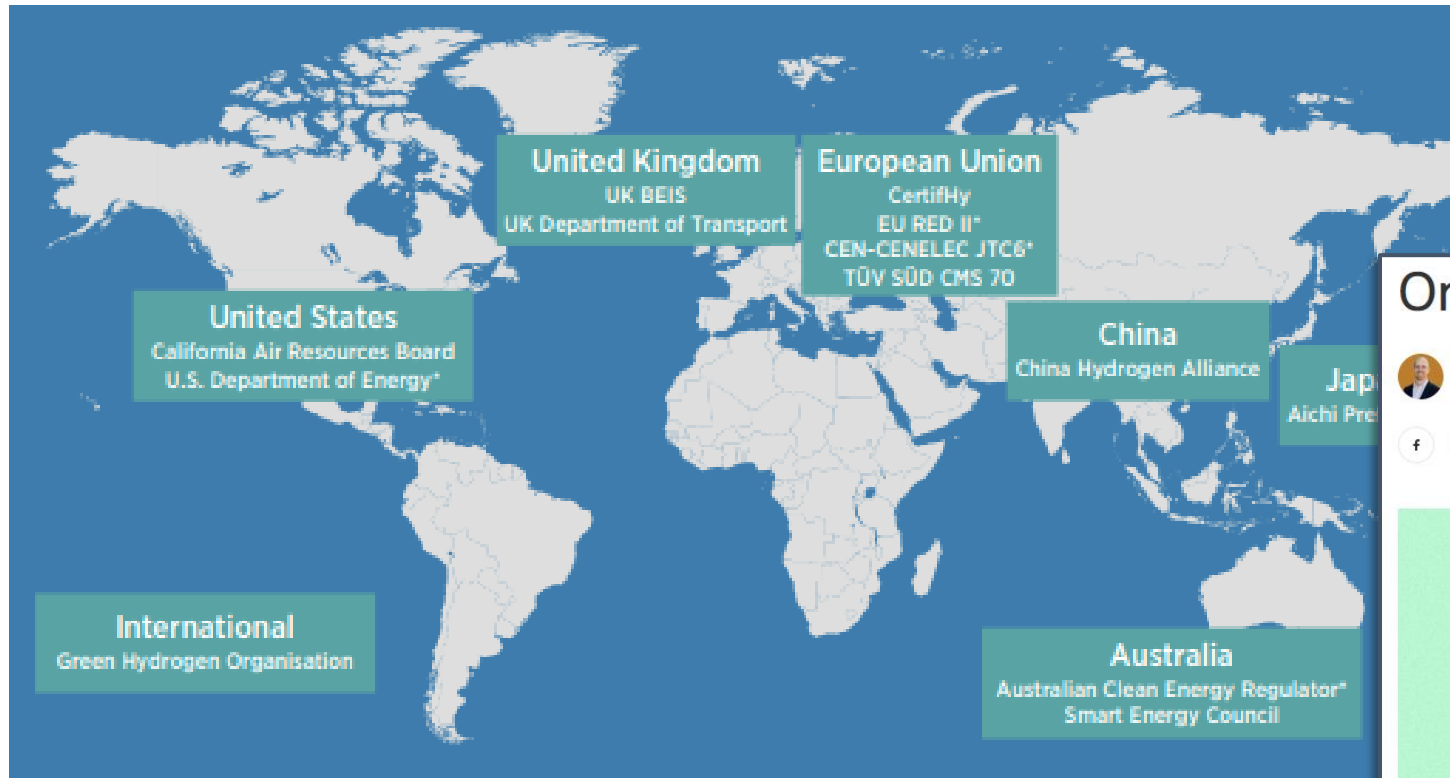 United Kingdom
UK BEIS
UK Department of Transport
European Union
CertifHy
EU RED II*
CEN-CENELEC JTC6*
TÜV SÜD CMS 70
United States
California Air Resources Board
U.S. Department of Energy*
China
China Hydrogen Alliance
Aichi
International
Green Hydrogen Organisation
Australia
Australian Clean Energy Regulator*
Smart Energy Council